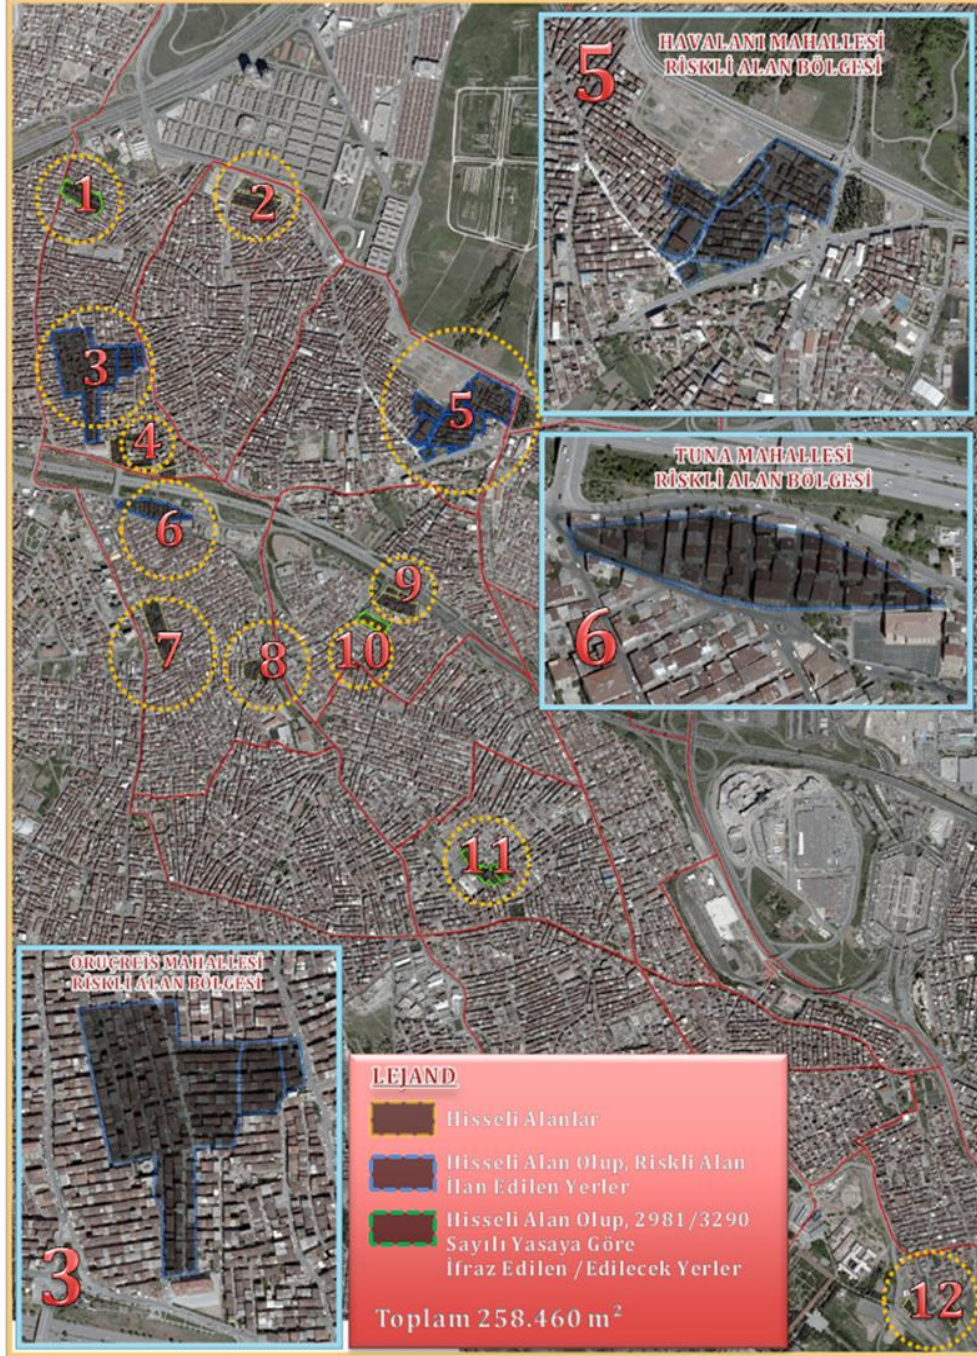 5
HAVALANI MAHALLESİ
RİSKLİ ALAN BÖLGESİ
1
2
3
4
5
TUNA MAHALLESİ
RİSKLİ ALAN BÖLGESİ
6
6
7
8
9
10
11
ORUÇREİS MAHALLESİ
RİSKLİ ALAN BÖLGESİ
3
LEJAND
Hisseli Alanlar
Hisseli Alan Olup, Riskli Alan
İlan Edilen Yerler
Hisseli Alan Olup, 2981/3290
Sayılı Yasaya Göre
İfraz Edilen /Edilecek Yerler
Toplam 258.460 m²
12